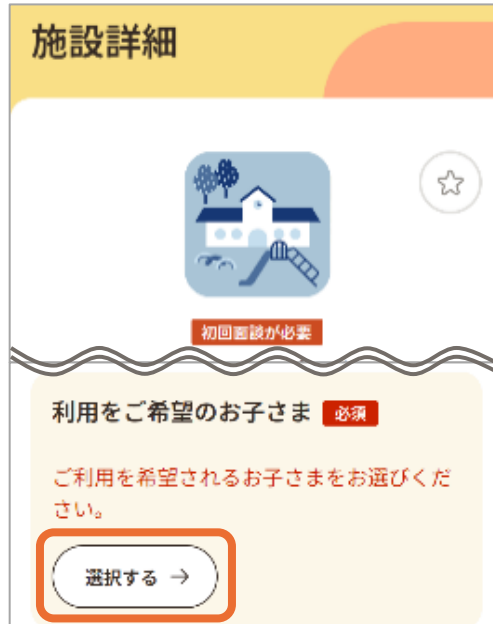 施設詳細
初回面談が必要
利用をご希望のお子さま 必須
ご利用を希望されるお子さまをお選びくだ
さい。
選択する →